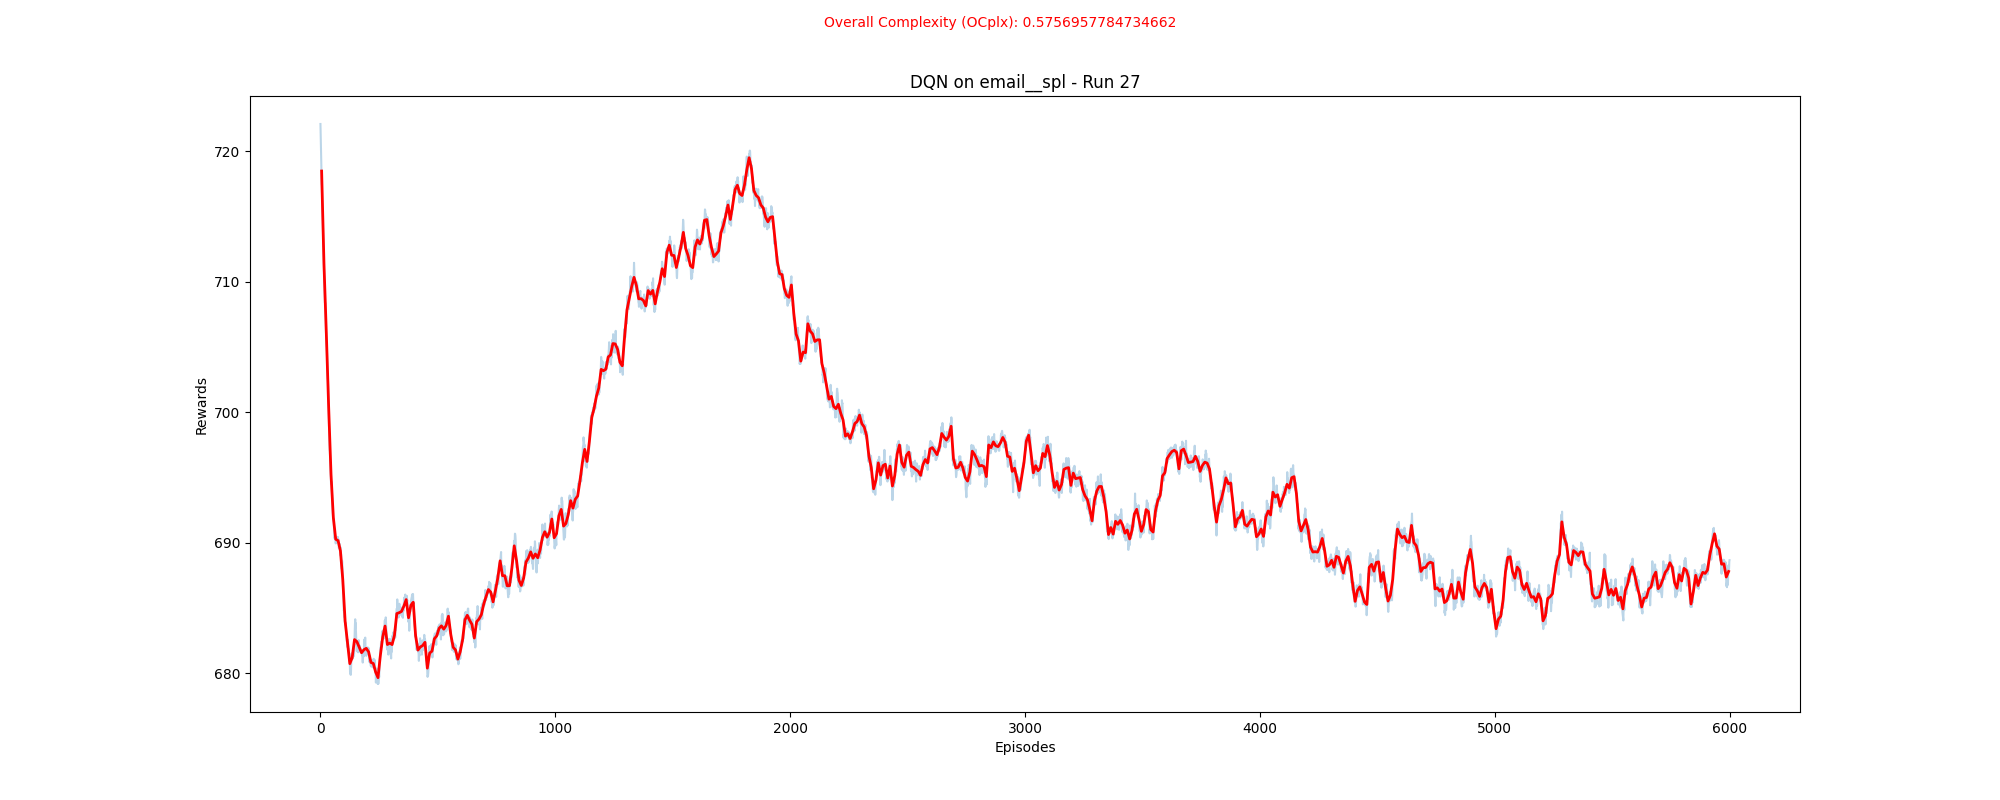 Overall Complexity (OCplx): 0.5756957784734662
DQN on email__spl - Run 27
720
710
700
690
680
Rewards
0 1000 2000 3000 4000 5000 6000
Episodes